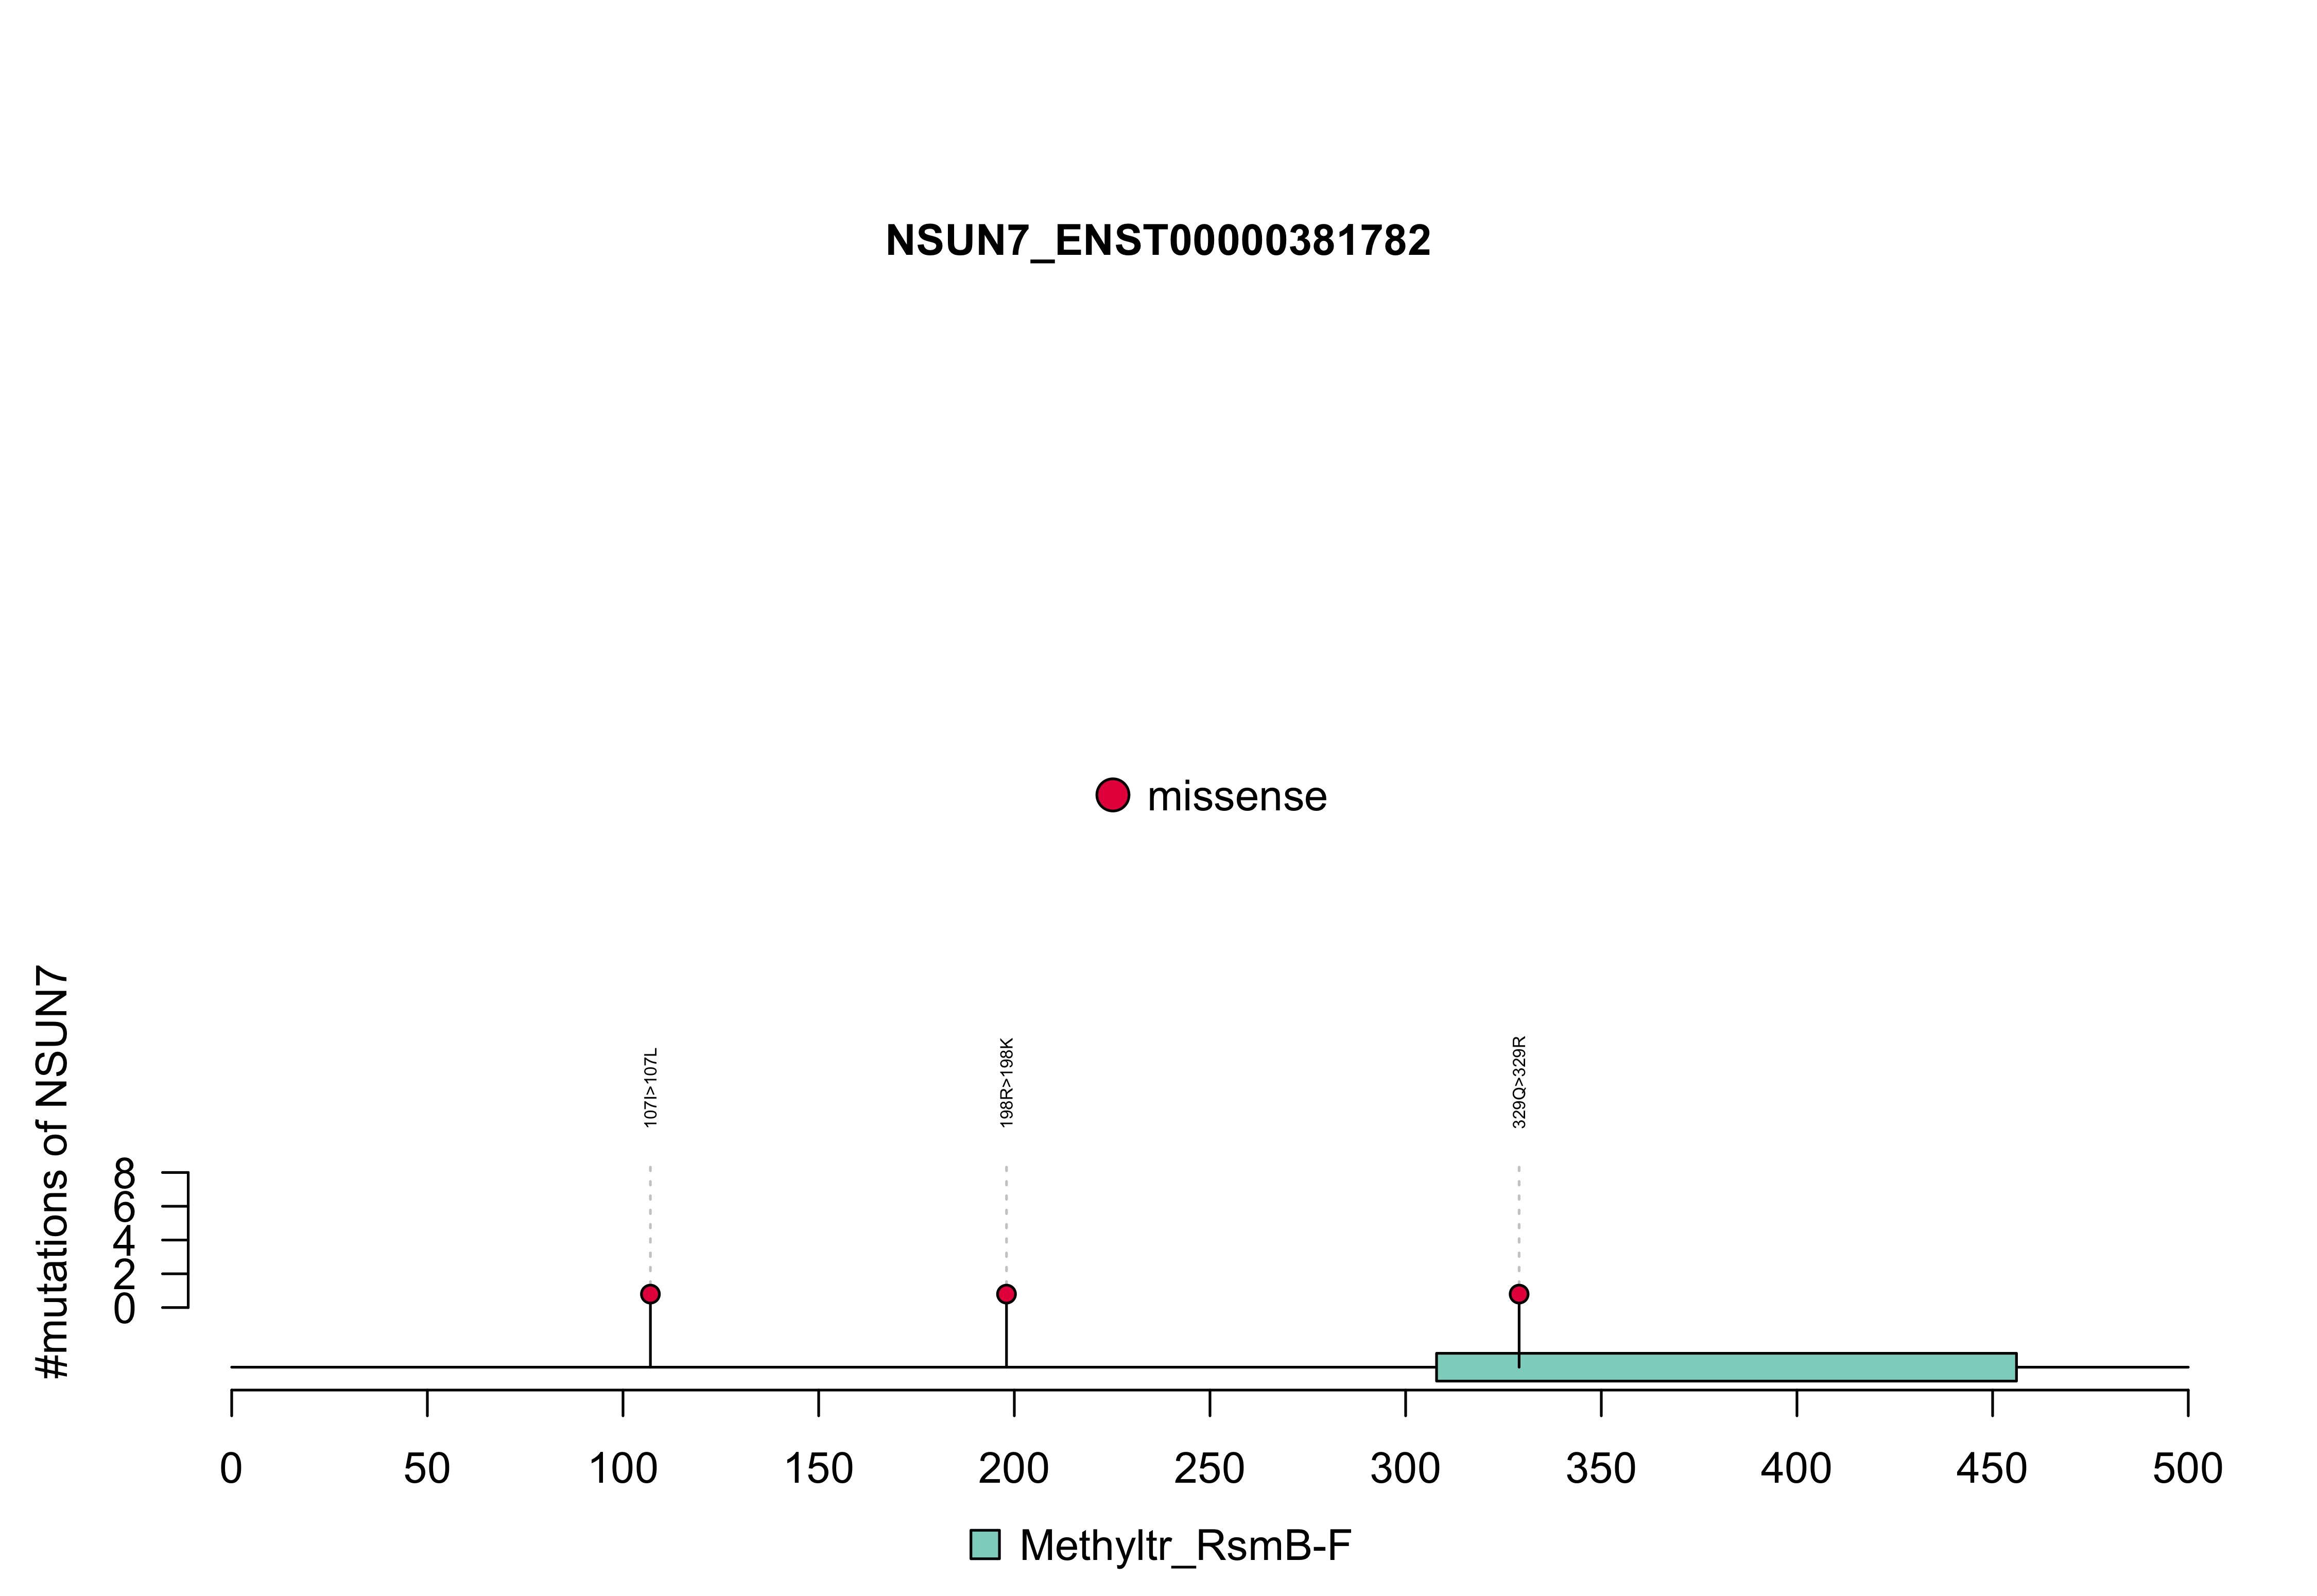 NSUN7_ENST00000381782
missense
#mutations of NSUN7
107I>107L
198R>198K
329Q>329R
8
6
4
2
0
0 50 100 150 200 250 300 350 400 450 500
Methyltr_RsmB-F